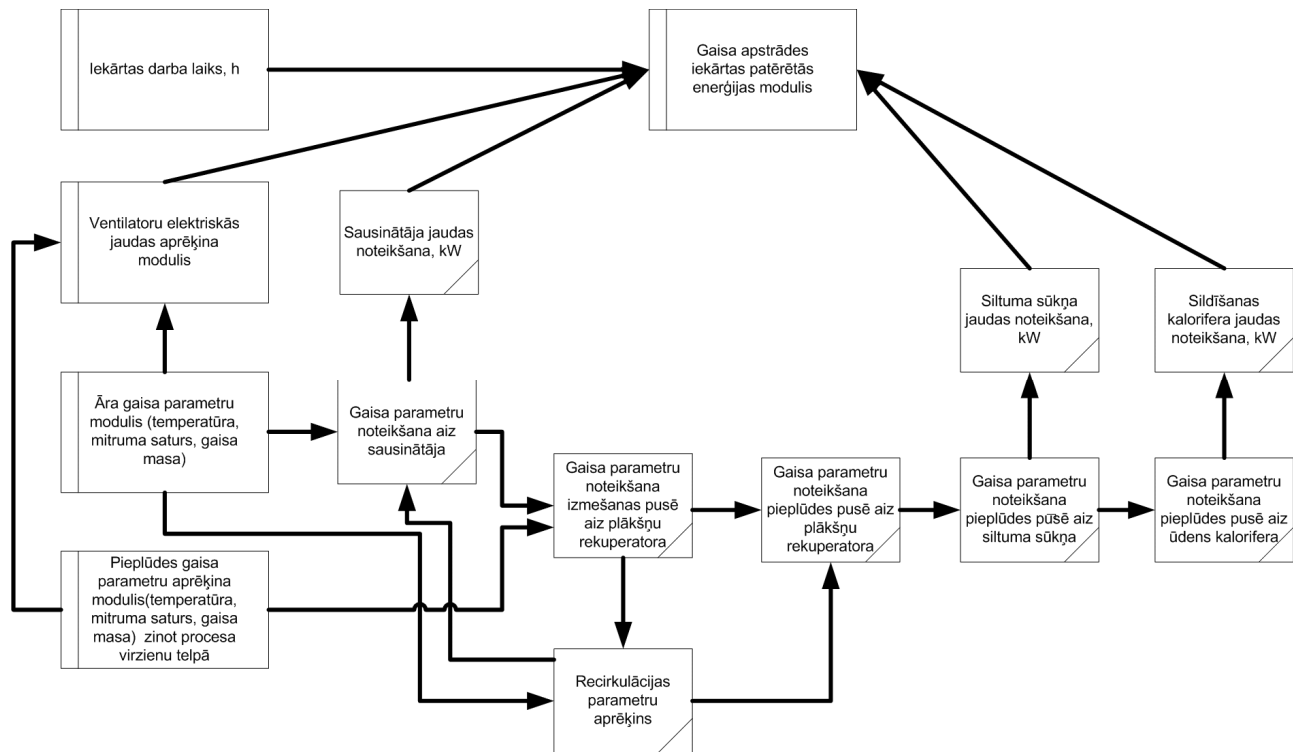 Iekārtas darba laiks, h
Gaisa apstrādes
iekārtas patērētās
enerģijas modulis
Ventilatoru elektriskās
jaudas aprēķina
modulis
Sausinātāja jaudas
noteikšana, kW
Siltuma sūkņa
jaudas noteikšana,
kW
Sildīšanas
kalorifera jaudas
noteikšana, kW
Āra gaisa parametru
modulis (temperatūra,
mitruma saturs, gaisa
masa)
Gaisa parametru
noteikšana aiz
sausinātāja
Gaisa parametru
noteikšana
izmešanas pusē
aiz plākšņu
rekuperatora
Gaisa parametru
noteikšana
pieplūdes pusē aiz
plākšņu
rekuperatora
Gaisa parametru
noteikšana
pieplūdes pusē aiz
siltuma sūkņa
Gaisa parametru
noteikšana
pieplūdes pusē aiz
ūdens kalorifera
Pieplūdes gaisa
parametru aprēķina
modulis(temperatūra,
mitruma saturs, gaisa
masa) zinot procesa
virzienu telpā
Recirkulācijas
parametru
aprēķins